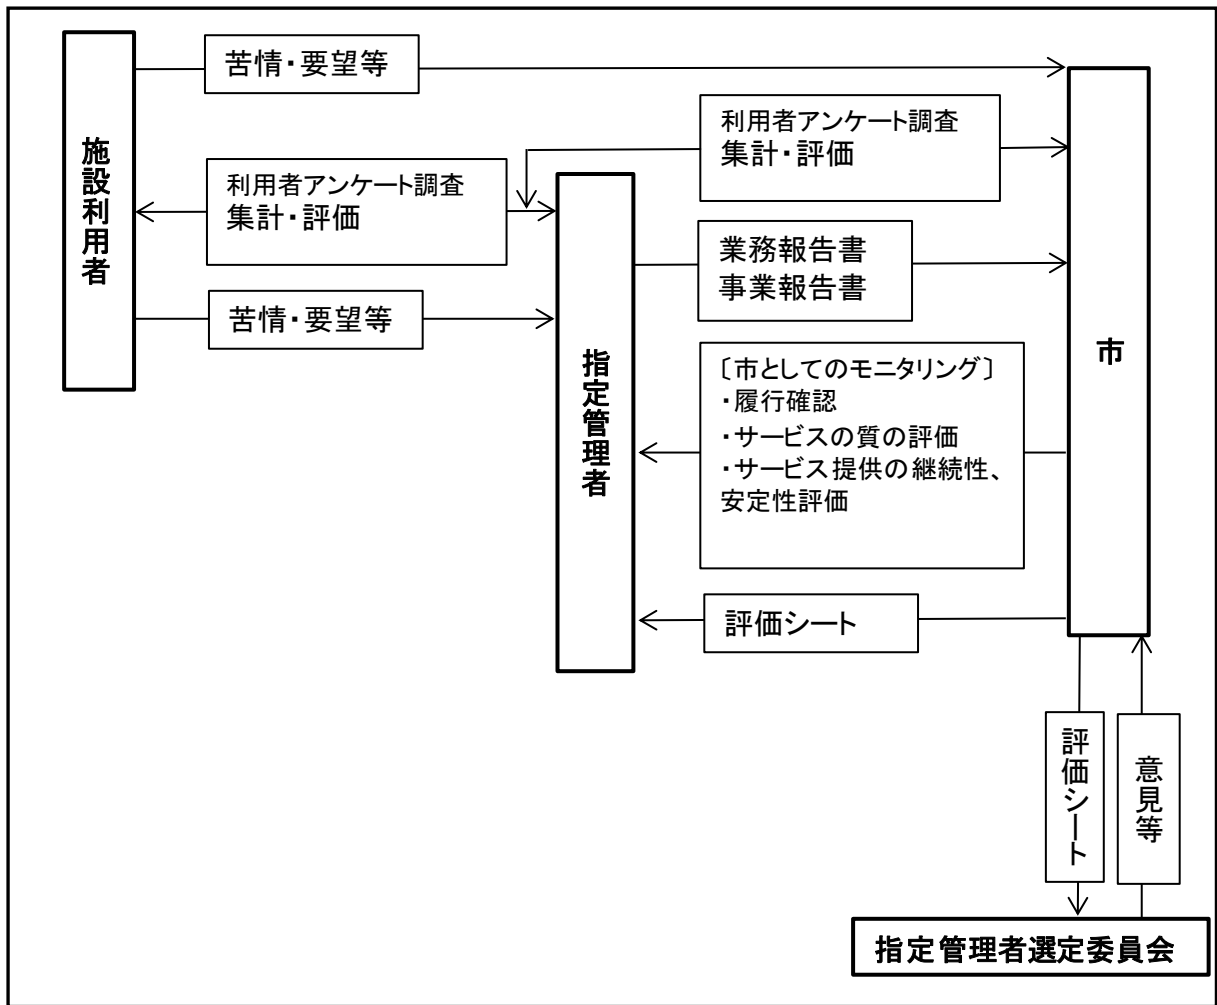 苦情・要望等
施設利用者
利用者アンケート調査
集計・評価
利用者アンケート調査
集計・評価
業務報告書
事業報告書
苦情・要望等
指定管理者
市
〔市としてのモニタリング〕
・履行確認
・サービスの質の評価
・サービス提供の継続性、
安定性評価
評価シート
評価シート
意見等
指定管理者選定委員会